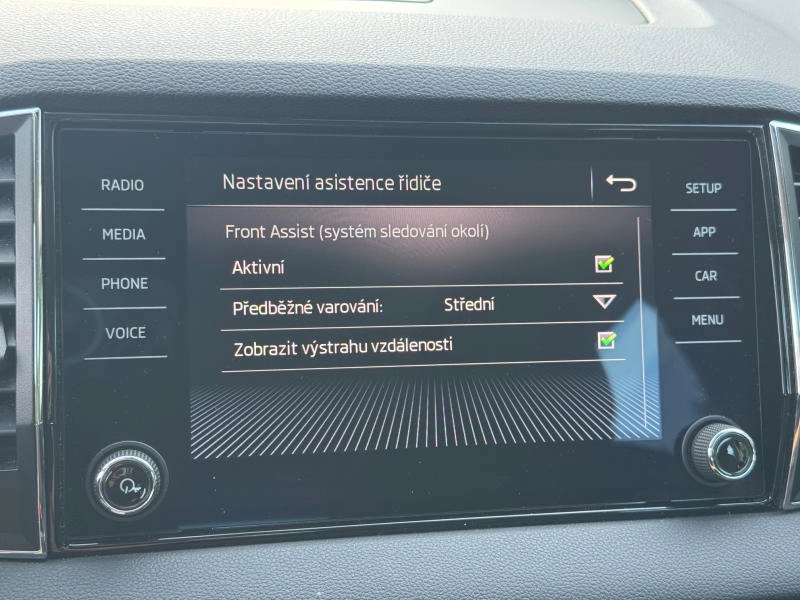 RADIO
MEDIA
PHONE
VOICE
Nastavení asistence řidiče
Front Assist (systém sledování okolí)
Aktivní
Předběžné varování: Střední
Zobrazit výstrahu vzdálenosti
SETUP
APP
CAR
MENU